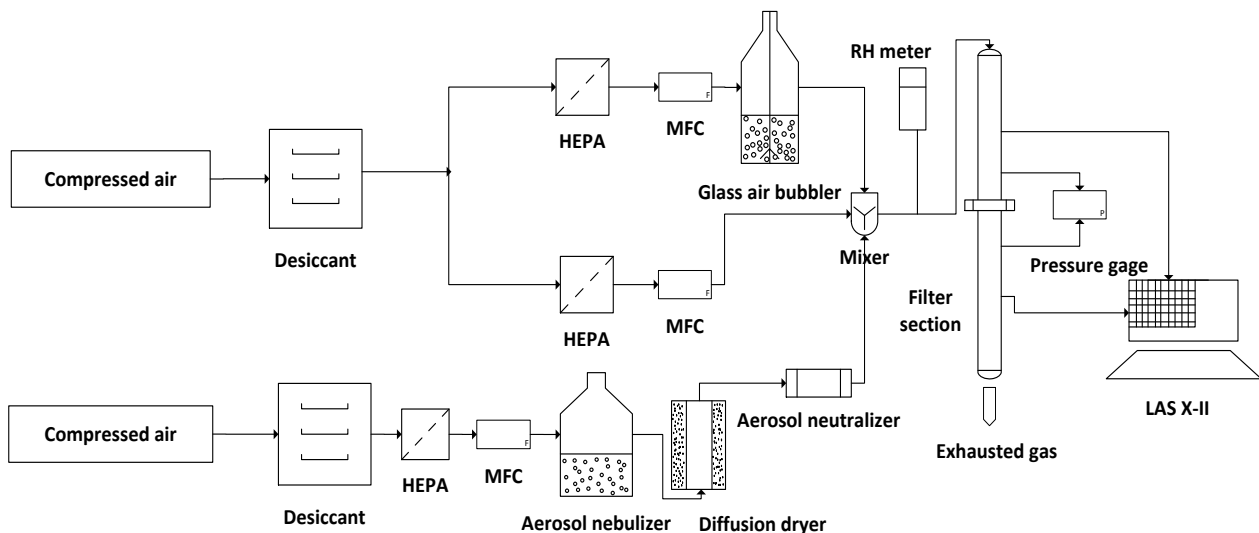 RH meter
HEPA
F
MFC
Compressed air
Glass air bubbler
Desiccant
Mixer
P
Pressure gage
HEPA
F
MFC
Filter
section
Compressed air
Desiccant
HEPA
F
MFC
Aerosol nebulizer
Diffusion dryer
Aerosol neutralizer
LAS X-II
Exhausted gas